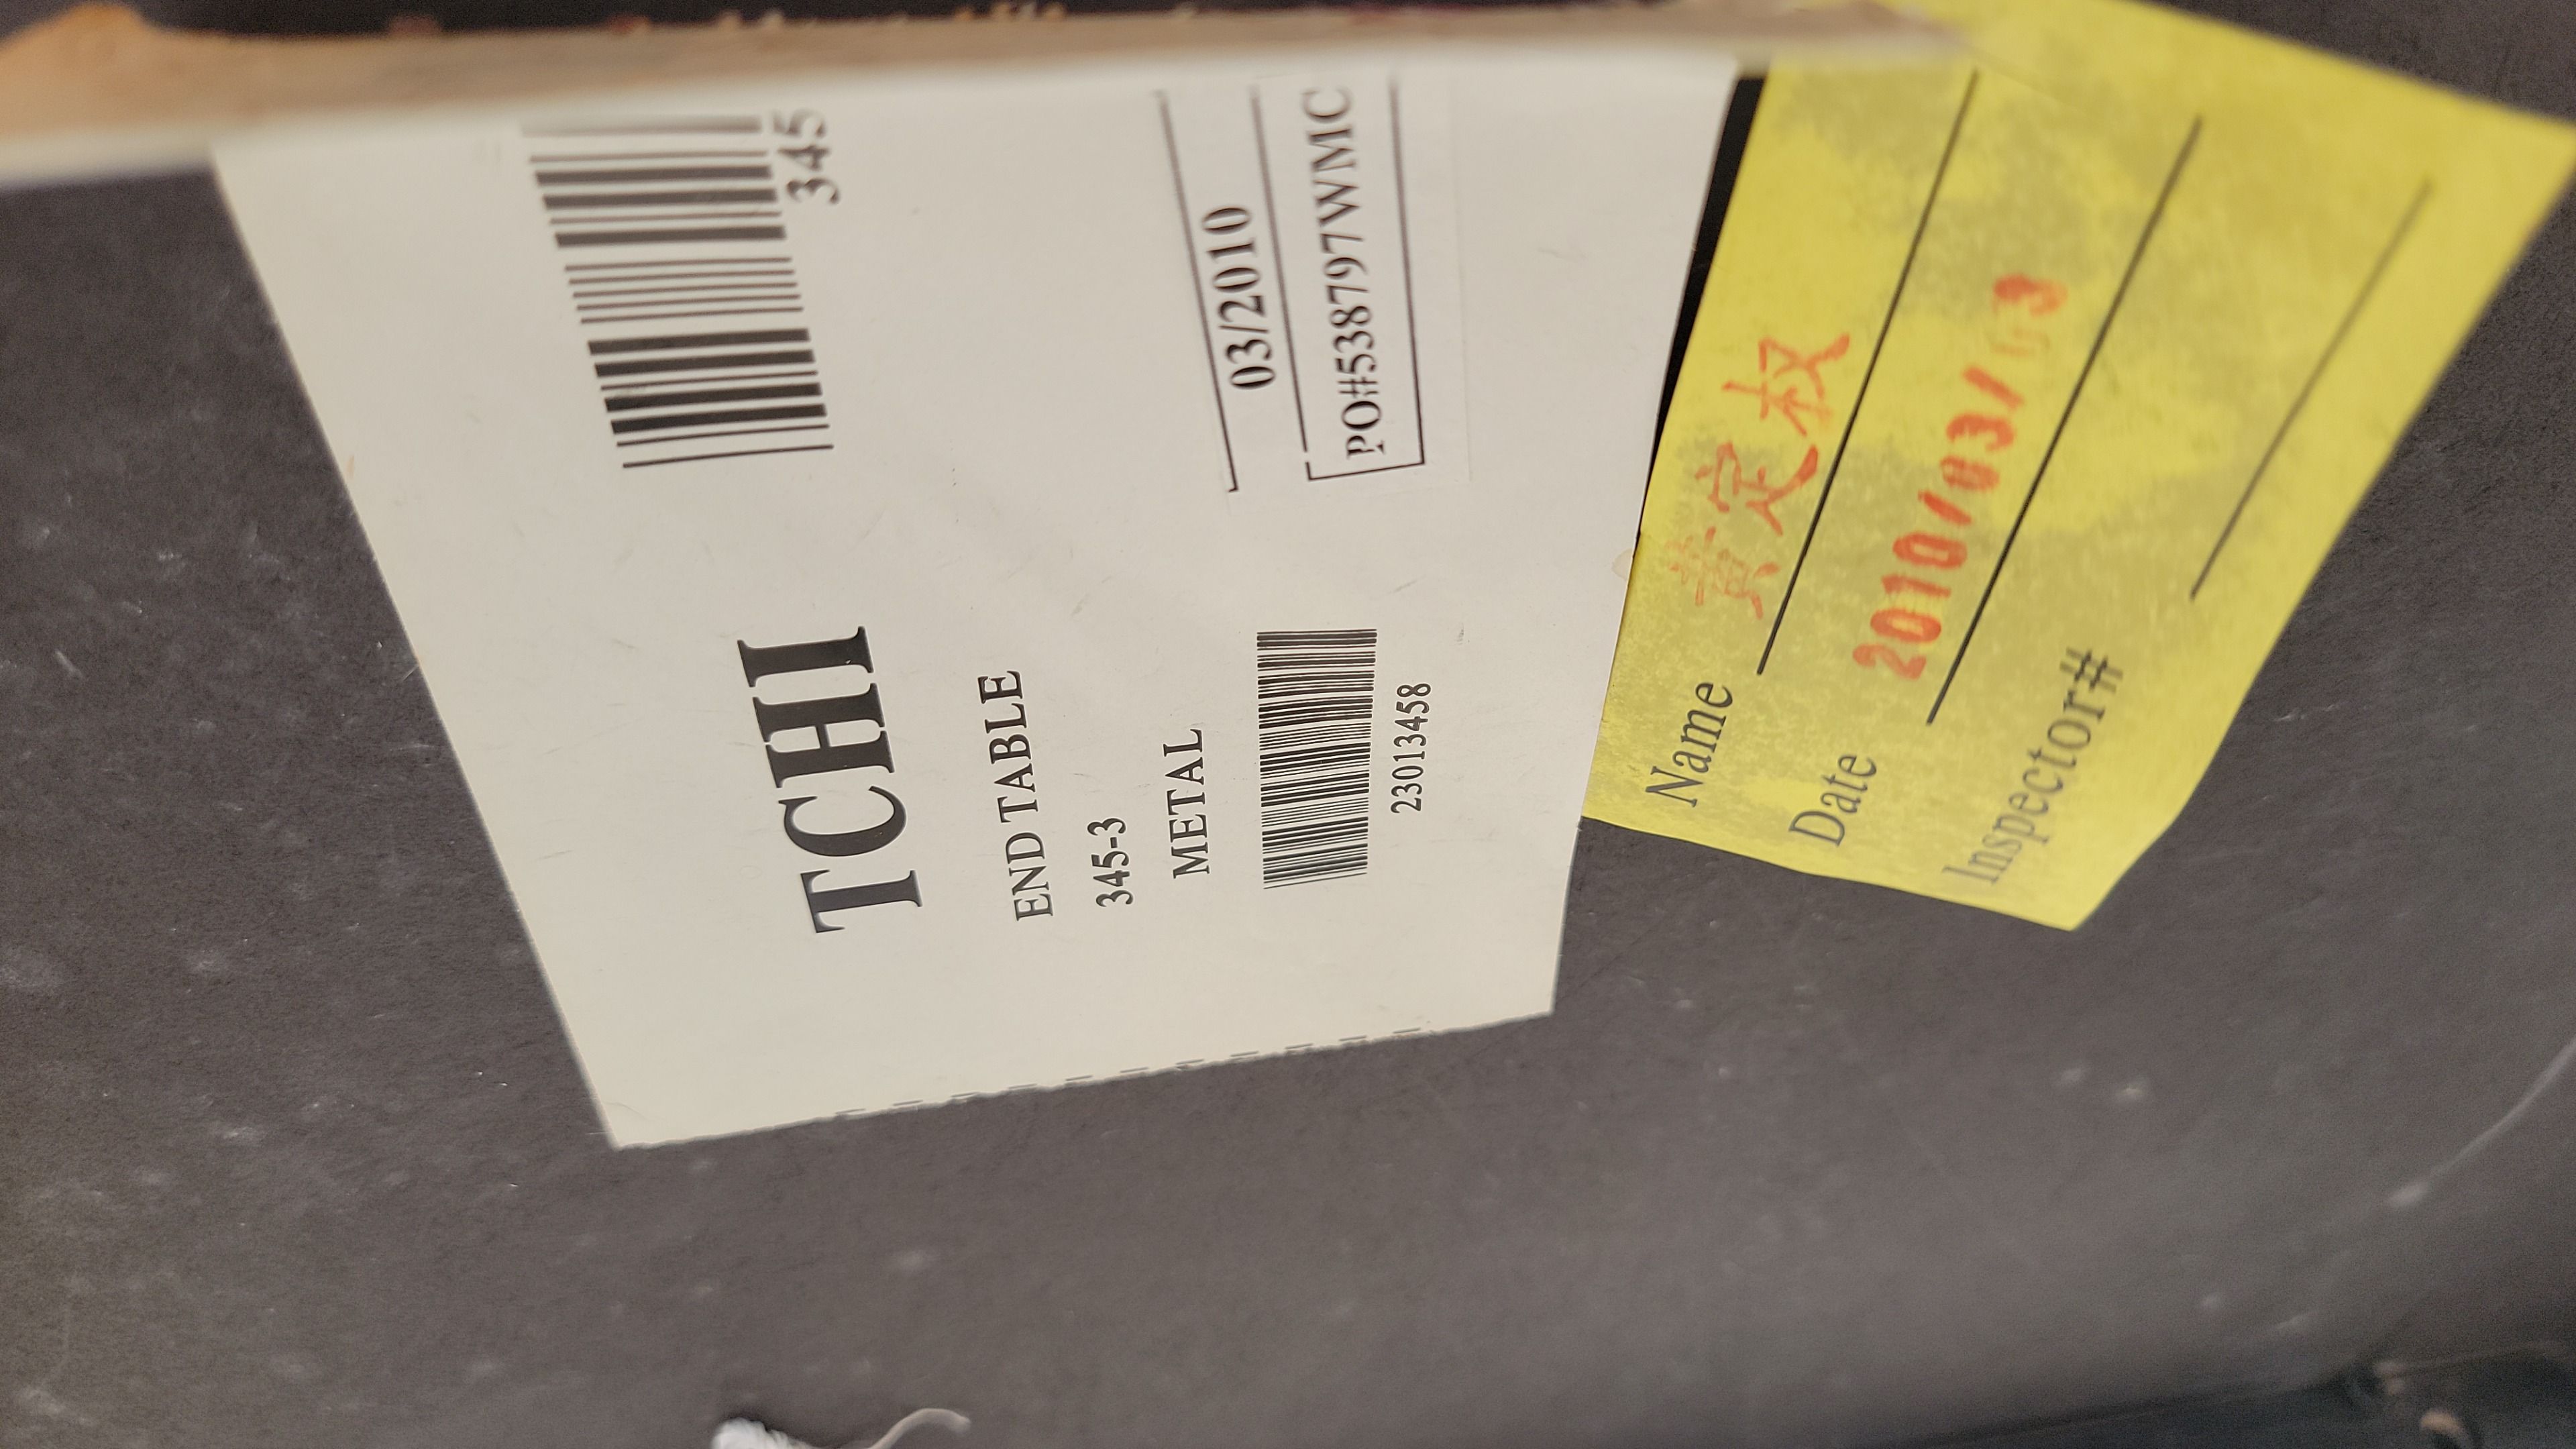 TCHI
345
END TABLE
345-3
METAL
03/2010
PO#538797WMC
23013458
Name 黄定权
Date 2010/03/03
Inspector#